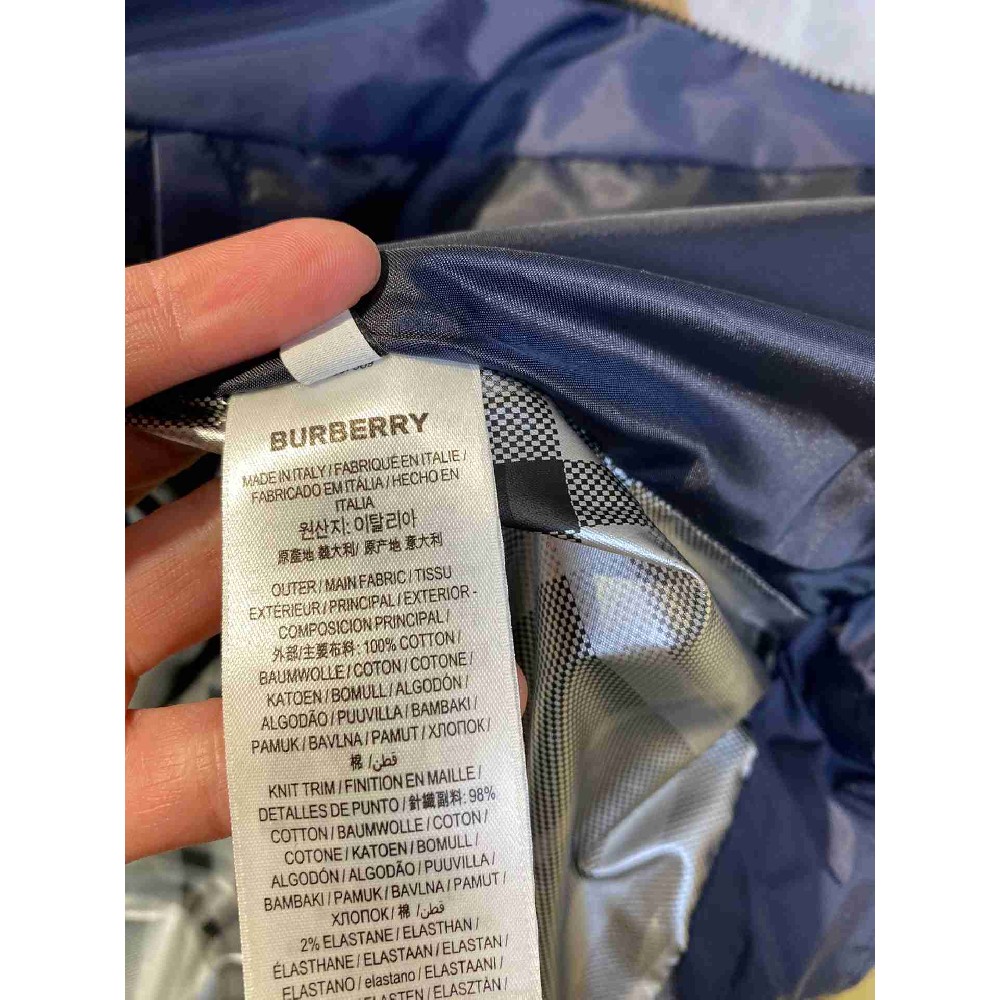 BURBERRY
MADE IN ITALY / FABRIQUÉ EN ITALIE /
FABRICADO EM ITÁLIA / HECHO EN
ITALIA
원산지: 이탈리아
原產地 義大利/ 原产地 意大利
OUTER / MAIN FABRIC / TISSU
EXTERIEUR / PRINCIPAL / EXTERIOR -
COMPOSICION PRINCIPAL /
外部/主要布料: 100% COTTON /
BAUMWOLLE / COTON / COTONE /
KATOEN / BOMULL / ALGODÓN /
ALGODÃO / PUUVILLA / BAMBAKI /
PAMUK / BAVLNA / PAMUT / ХЛОПОК /
棉 /قطن/
KNIT TRIM / FINITION EN MAILLE /
DETALLES DE PUNTO / 針織副料: 98%
COTTON / BAUMWOLLE / COTON /
COTONE / KATOEN / BOMULL /
ALGODÓN / ALGODÃO / PUUVILLA /
BAMBAKI / PAMUK / BAVLNA / PAMUT /
ХЛОПОК / 棉 /قطن/
2% ELASTANE / ELASTHAN /
ÉLASTHANE / ELASTAAN / ELASTAN /
ELASTANO / elastano / ELASTAANI /
ELASTEN / ELASZTÁN /